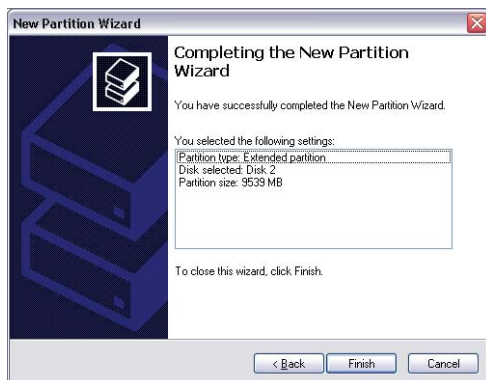 New Partition Wizard
Completing the New Partition
Wizard
You have successfully completed the New Partition Wizard.
You selected the following settings:
Partition type: Extended partition
Disk selected: Disk 2
Partition size: 9539 MB
To close this wizard, click Finish.
< Back Finish Cancel